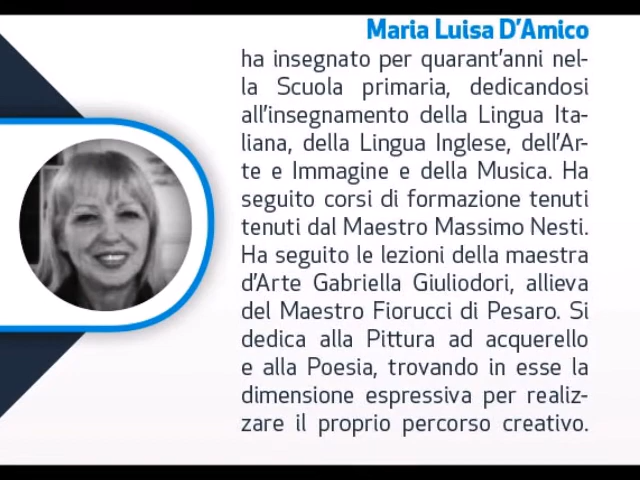 Maria Luisa D'Amico
ha insegnato per quarant'anni nel-
la Scuola primaria, dedicandosi
all'insegnamento della Lingua Ita-
liana, della Lingua Inglese, dell'Ar-
te e Immagine e della Musica. Ha
seguito corsi di formazione tenuti
tenuti dal Maestro Massimo Nesti.
Ha seguito le lezioni della maestra
d'Arte Gabriella Giuliodori, allieva
del Maestro Fiorucci di Pesaro. Si
dedica alla Pittura ad acquerello
e alla Poesia, trovando in esse la
dimensione espressiva per realiz-
zare il proprio percorso creativo.